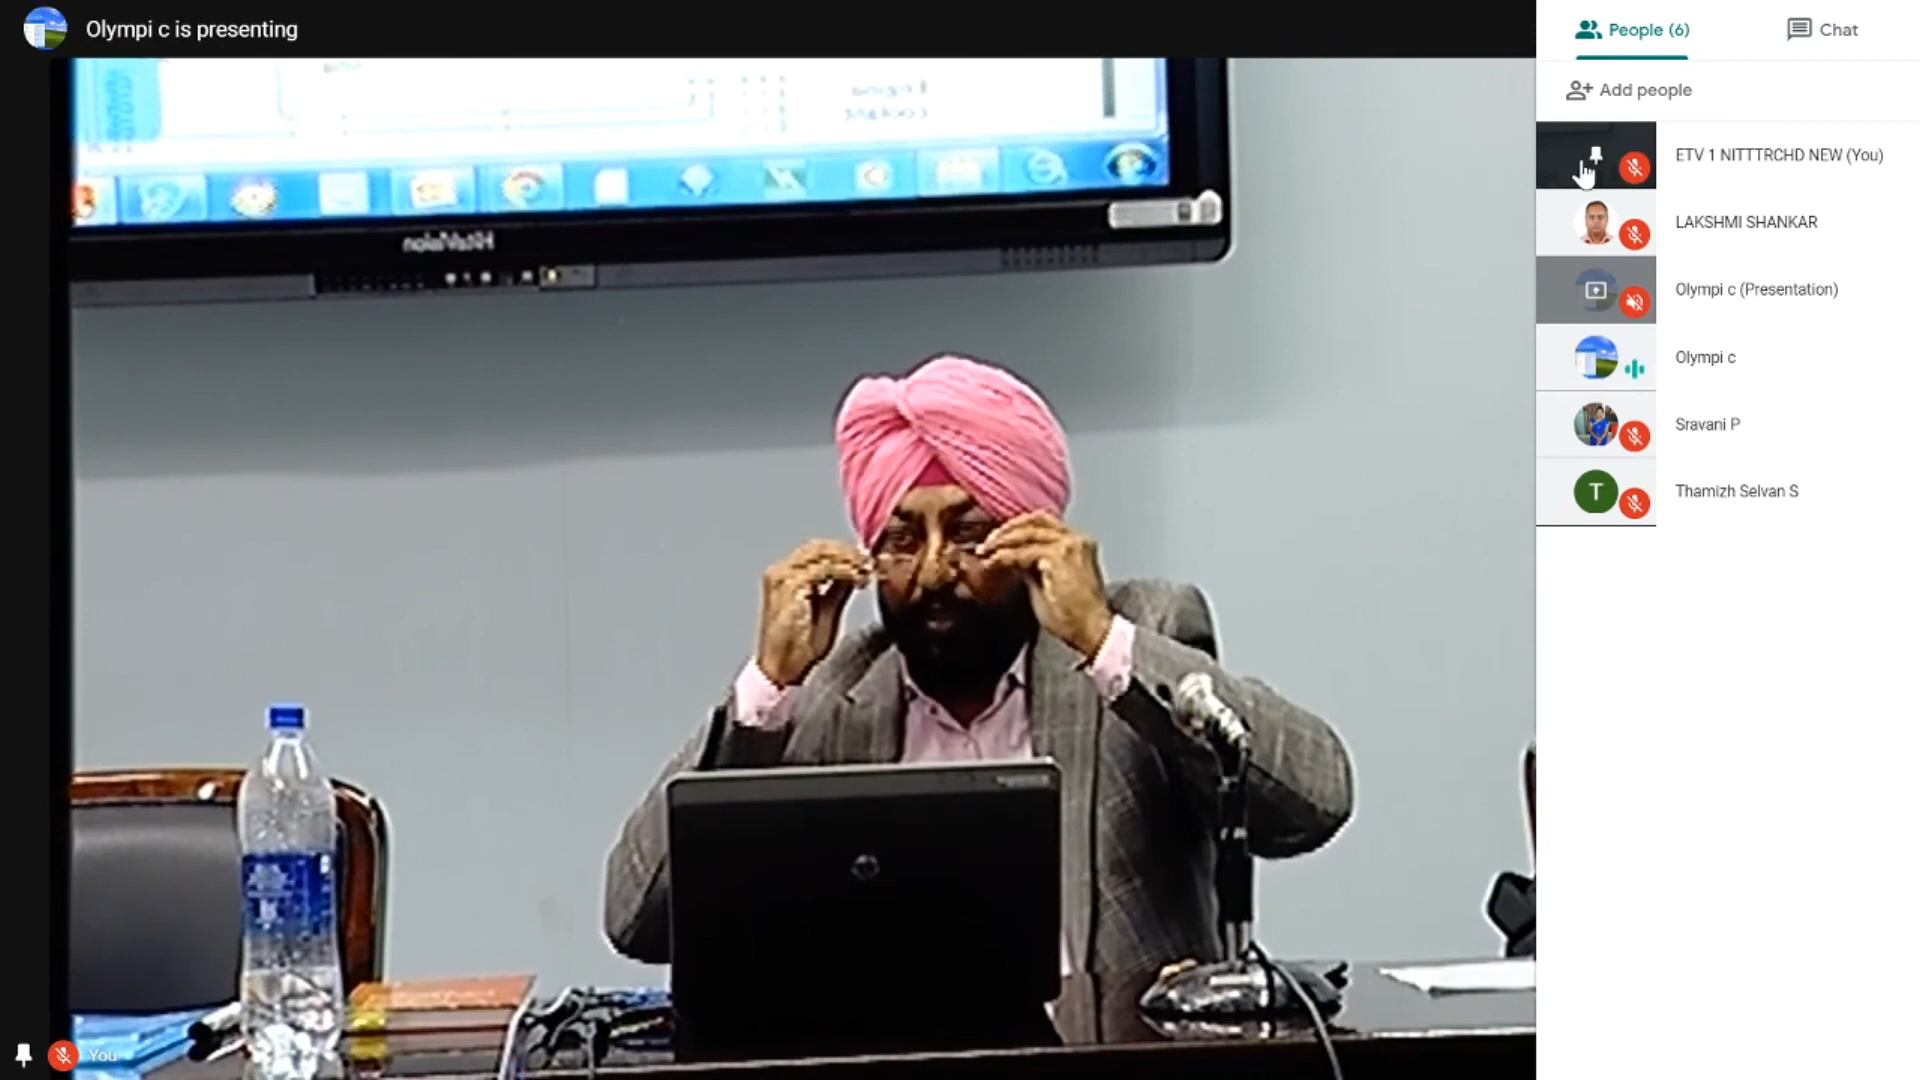 Olympi c is presenting
People (6)
Chat
Add people
ETV 1 NITTTRCHD NEW (You)
LAKSHMI SHANKAR
Olympi c (Presentation)
Olympi c
Sravani P
T
Thamizh Selvan S
HiteVision
You